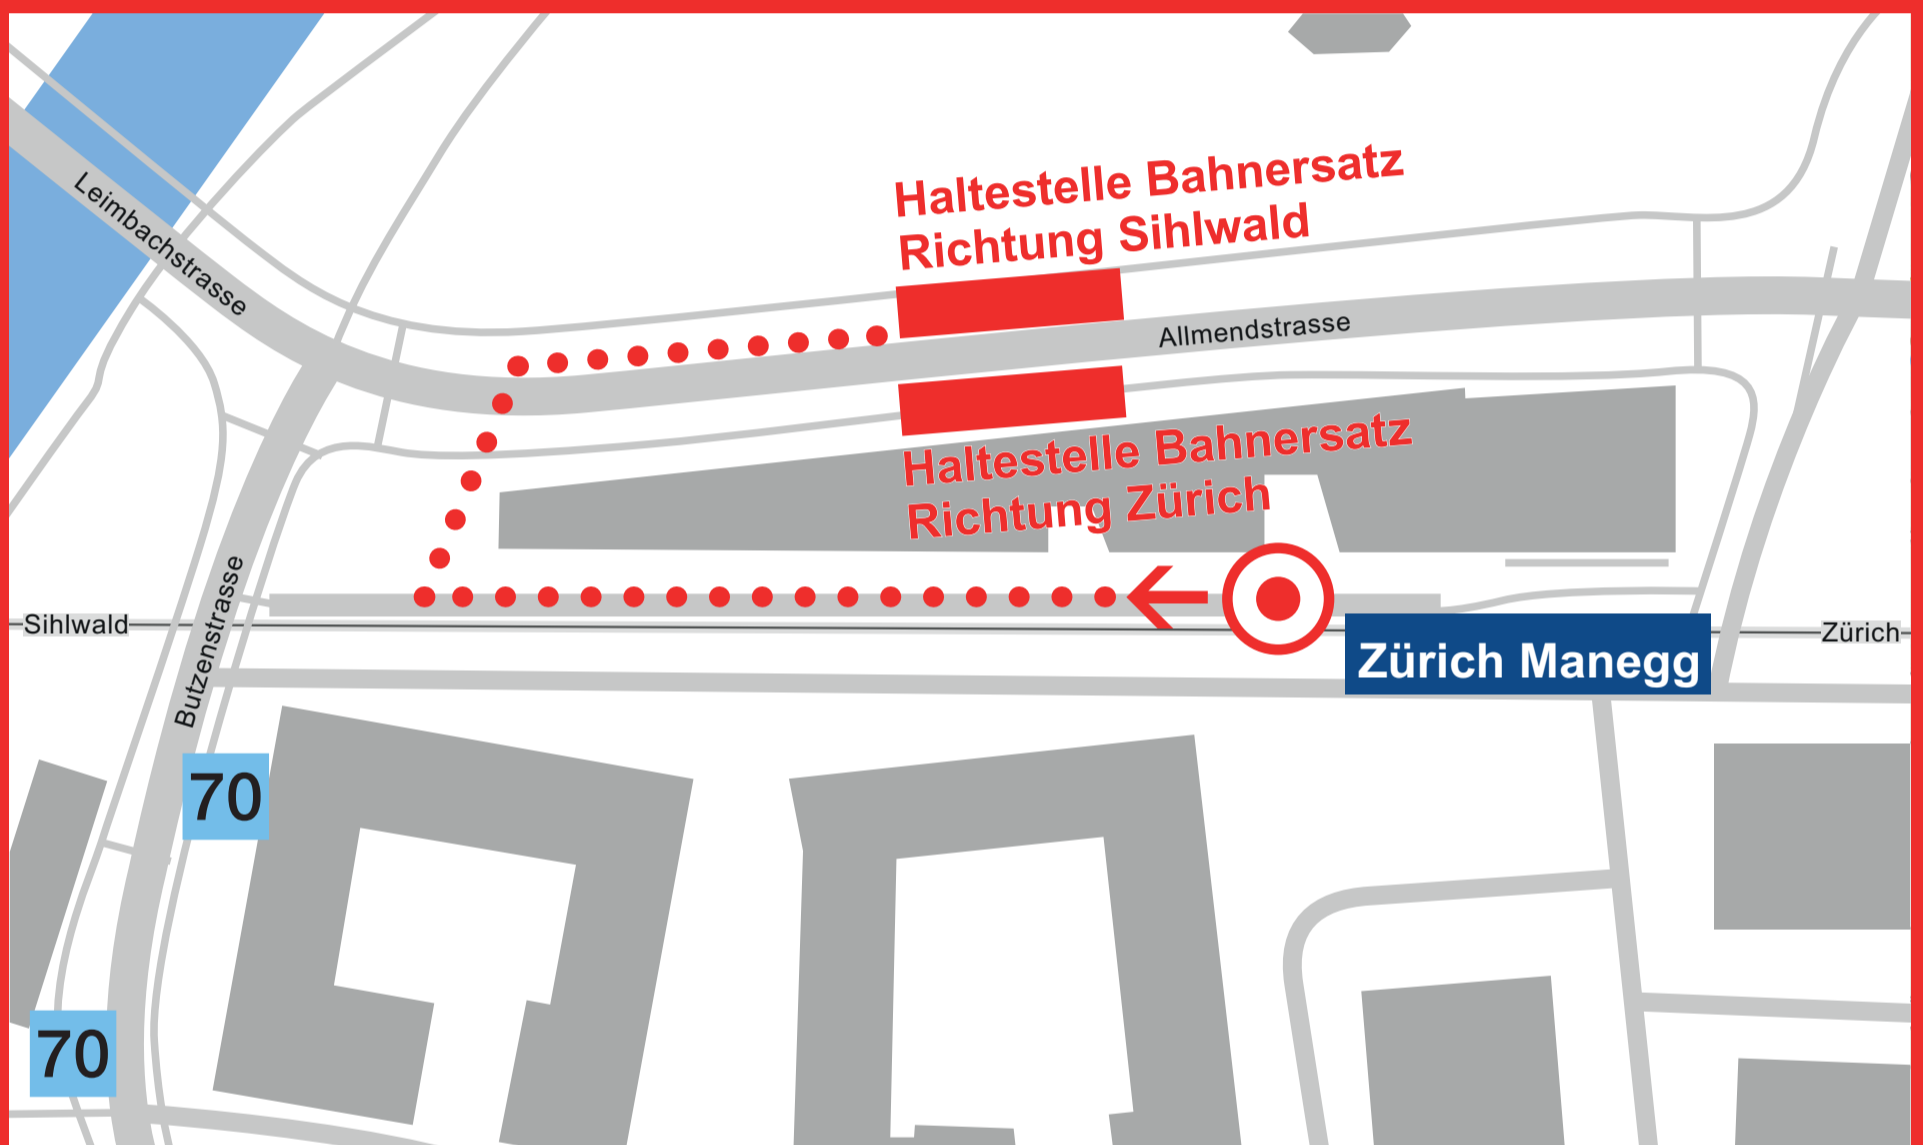 Haltestelle Bahnersatz
Richtung Sihlwald
Leimbachstrasse
Allmendstrasse
Haltestelle Bahnersatz
Richtung Zürich
Butzenstrasse
Sihlwald
Zürich
Zürich Manegg
70
70